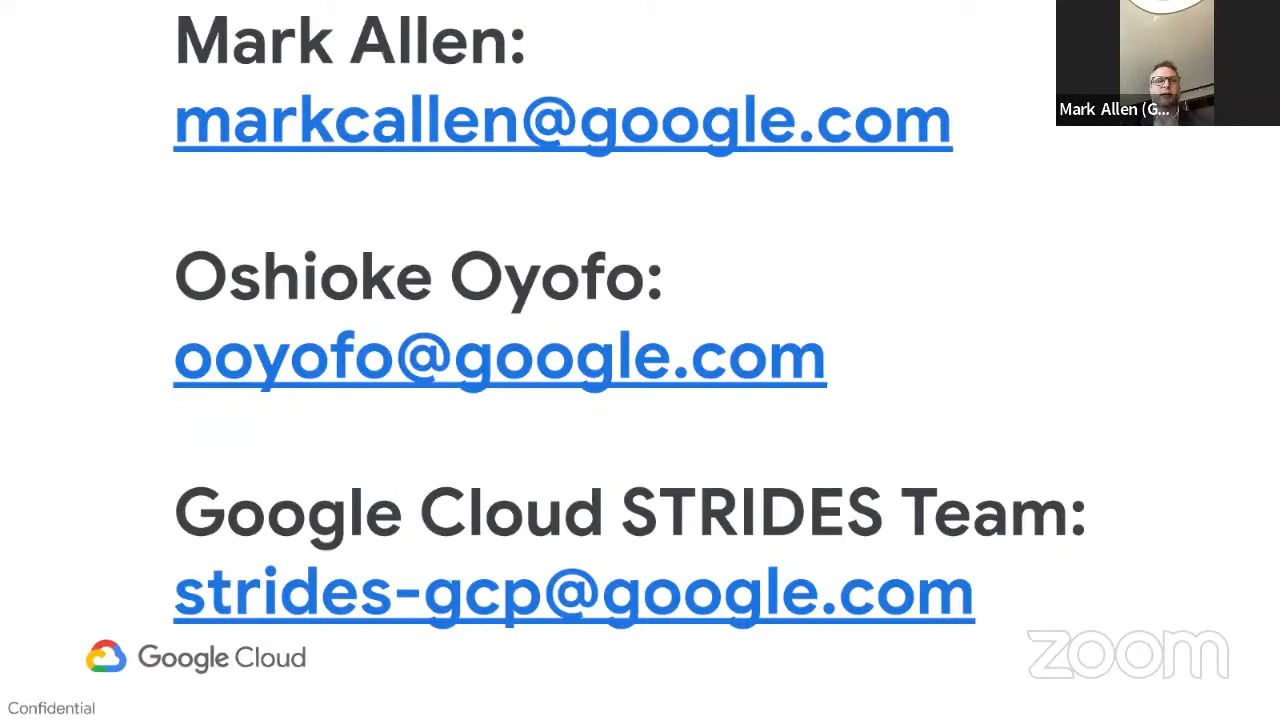 Mark Allen:
markcallen@google.com
Mark Allen (G...
Oshioke Oyofo:
ooyofo@google.com
Google Cloud STRIDES Team:
strides-gcp@google.com
Google Cloud
zoom
Confidential